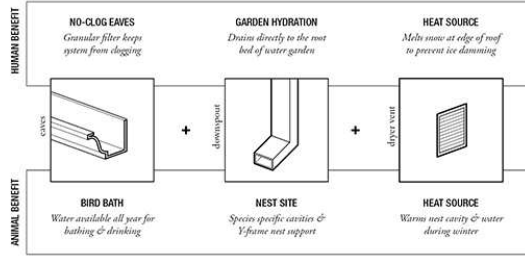 HUMAN BENEFIT
NO-CLOG EAVES
Granular filter keeps
system from clogging
GARDEN HYDRATION
Drains directly to the root
bed of water garden
HEAT SOURCE
Melts snow at edge of roof
to prevent ice damming
eaves
+
downspout
+
dryer vent
ANIMAL BENEFIT
BIRD BATH
Water available all year for
bathing & drinking
NEST SITE
Species specific cavities &
Y-frame nest support
HEAT SOURCE
Warms nest cavity & water
during winter